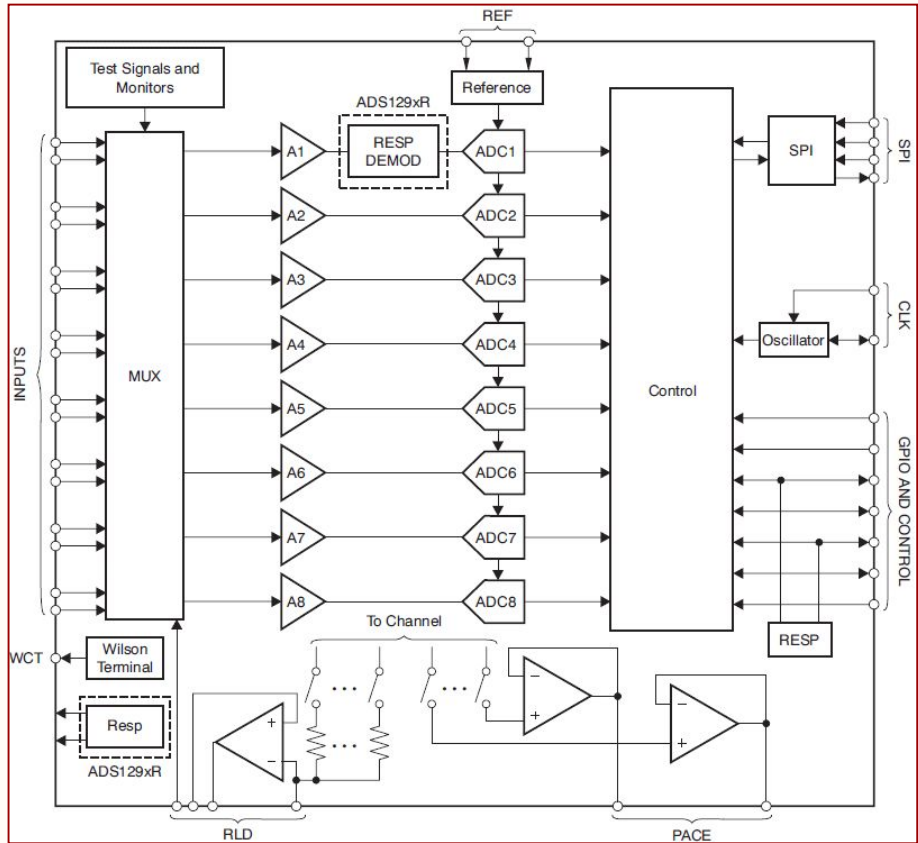 REF
Test Signals and
Monitors
Reference
ADS129xR
RESP
DEMOD
A1
ADC1
SPI
SPI
A2
ADC2
A3
ADC3
CLK
Oscillator
A4
ADC4
INPUTS
MUX
Control
A5
ADC5
A6
ADC6
GPIO AND CONTROL
A7
ADC7
A8
ADC8
To Channel
RESP
WCT
Wilson
Terminal
Resp
ADS129xR
RLD
PACE